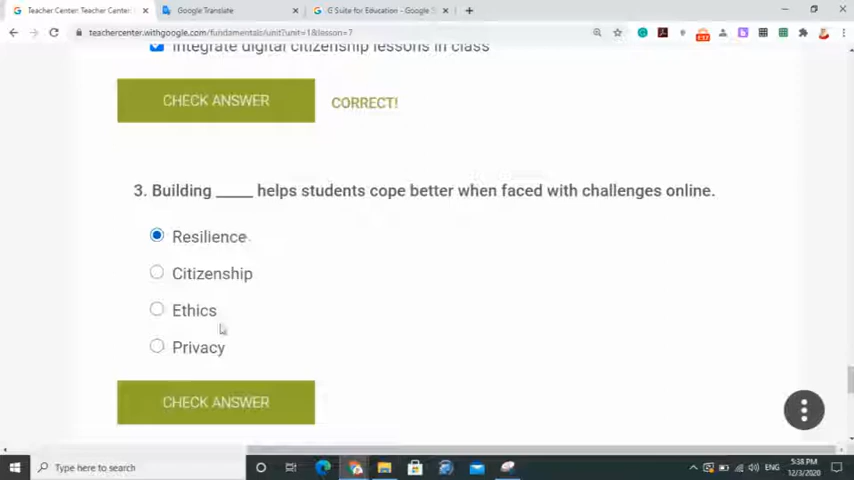 Teacher Center: Teacher Center
Google Translate
G Suite for Education - Google S
teachercenter.withgoogle.com/fundamentals/unit?unit=1&lesson=7
Integrate digital citizenship lessons in class
CHECK ANSWER
CORRECT!
3. Building _____ helps students cope better when faced with challenges online.
Resilience
Citizenship
Ethics
Privacy
CHECK ANSWER
Type here to search
ENG
5:38 PM
12/3/2020